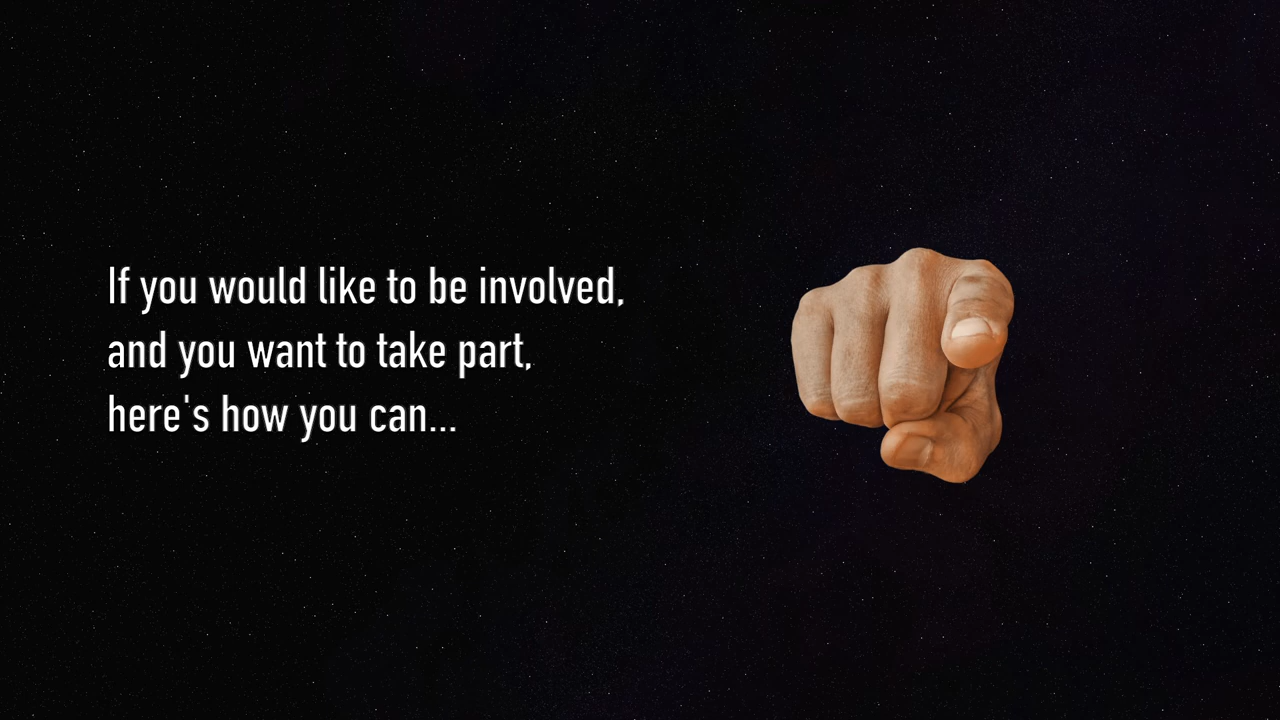 If you would like to be involved,
and you want to take part,
here's how you can...